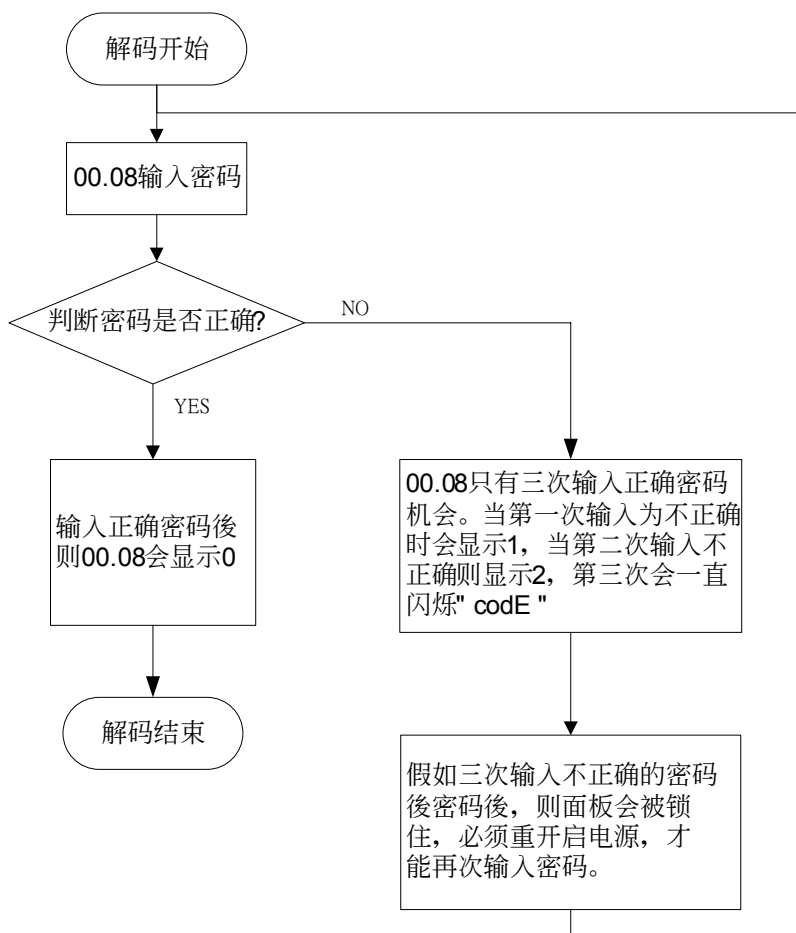 解码开始
00.08输入密码
判断密码是否正确?
NO
YES
输入正确密码後
则00.08会显示0
00.08只有三次输入正确密码
机会。当第一次输入为不正确
时会显示1，当第二次输入不
正确则显示2，第三次会一直
闪烁" codE "
解码结束
假如三次输入不正确的密码
後密码後，则面板会被锁
住，必须重开启电源，才
能再次输入密码。